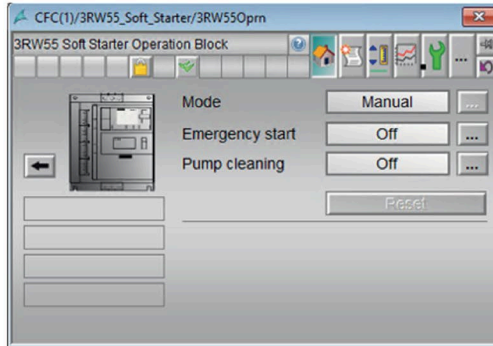 CFC(1)/3RW55_Soft_Starter/3RW55Oprn
3RW55 Soft Starter Operation Block
...
Mode Manual ...
Emergency start Off ...
Pump cleaning Off ...
Reset